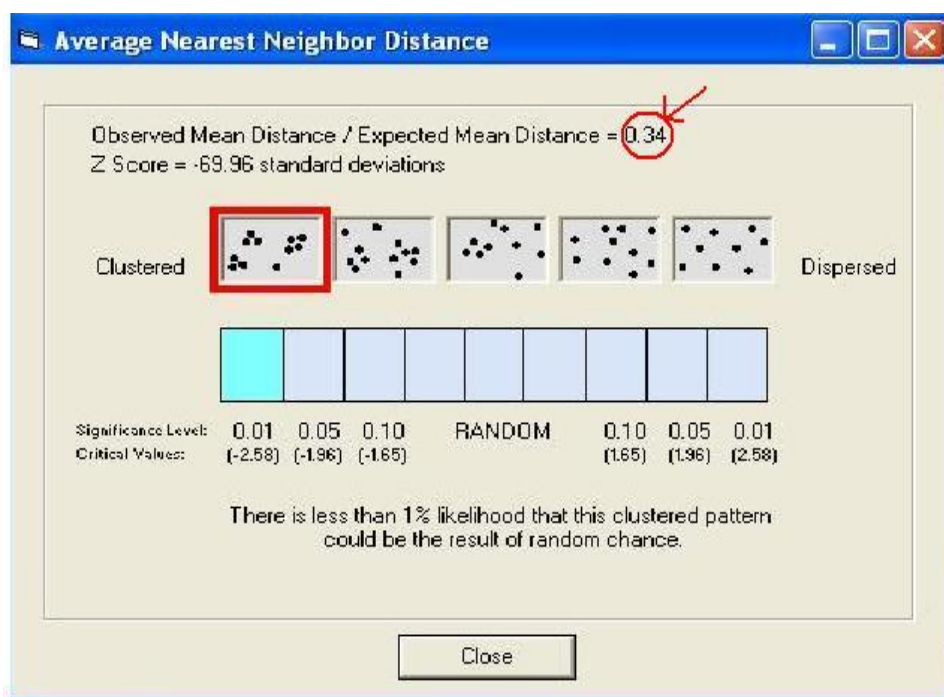 Average Nearest Neighbor Distance
Observed Mean Distance / Expected Mean Distance = 0.34
Z Score = -69.96 standard deviations
Clustered
Dispersed
Significance Level: 0.01 0.05 0.10 RANDOM 0.10 0.05 0.01
Critical Values: (-2.58) (-1.96) (-1.65) (1.65) (1.96) (2.58)
There is less than 1% likelihood that this clustered pattern
could be the result of random chance.
Close